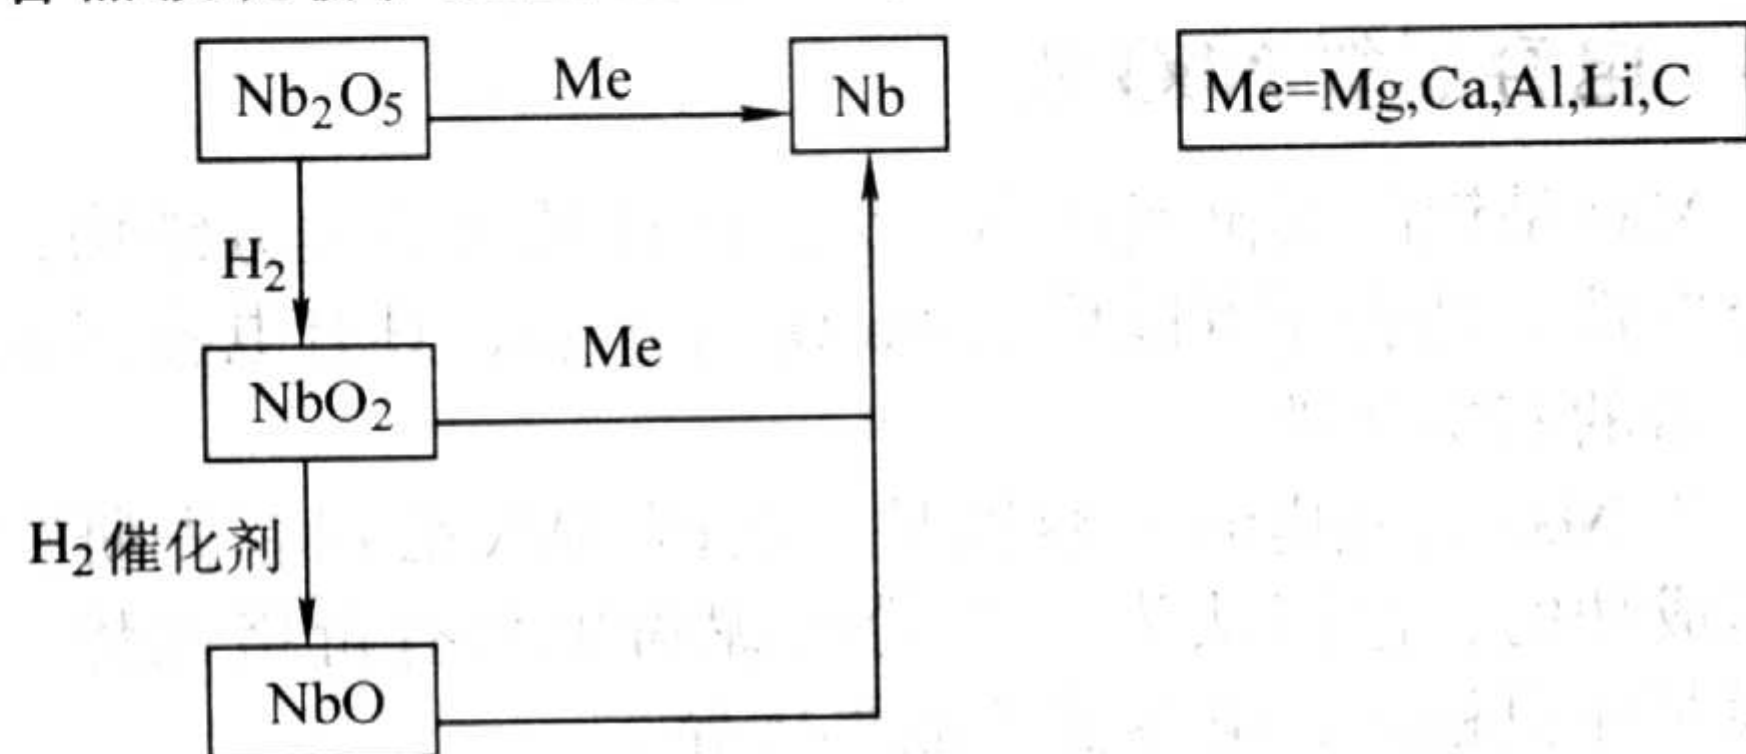 Nb₂O₅
Me
Nb
Me=Mg,Ca,Al,Li,C
H₂
NbO₂
Me
H₂催化剂
NbO